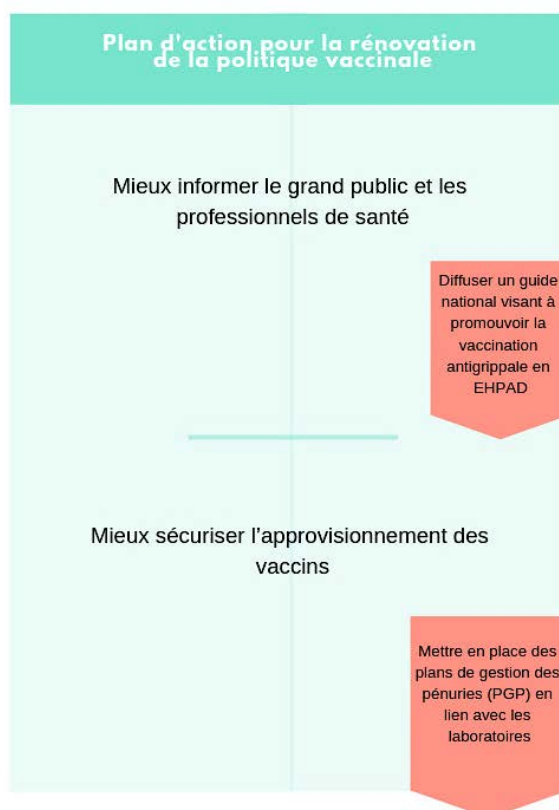 Plan d'action pour la rénovation
de la politique vaccinale
Mieux informer le grand public et les
professionnels de santé
Diffuser un guide
national visant à
promouvoir la
vaccination
antigrippale en
EHPAD
Mieux sécuriser l'approvisionnement des
vaccins
Mettre en place des
plans de gestion des
pénuries (PGP) en
lien avec les
laboratoires